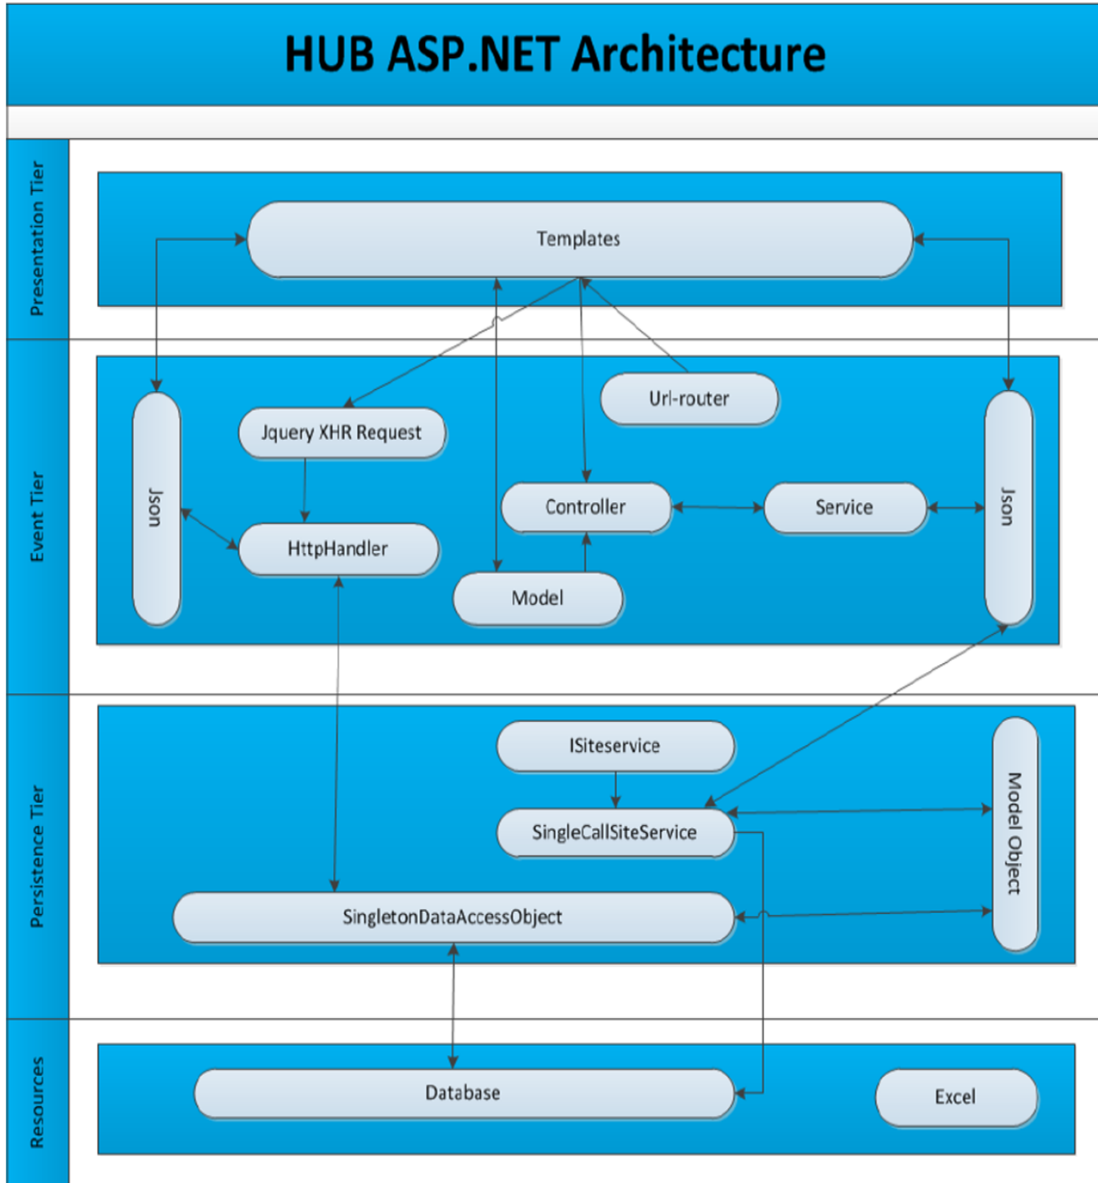 HUB ASP.NET Architecture
Presentation Tier
Templates
Event Tier
Url-router
Jquery XHR Request
Json
Controller
Service
Json
HttpHandler
Model
Persistence Tier
ISiteservice
Model Object
SingleCallSiteService
SingletonDataAccessObject
Resources
Database
Excel